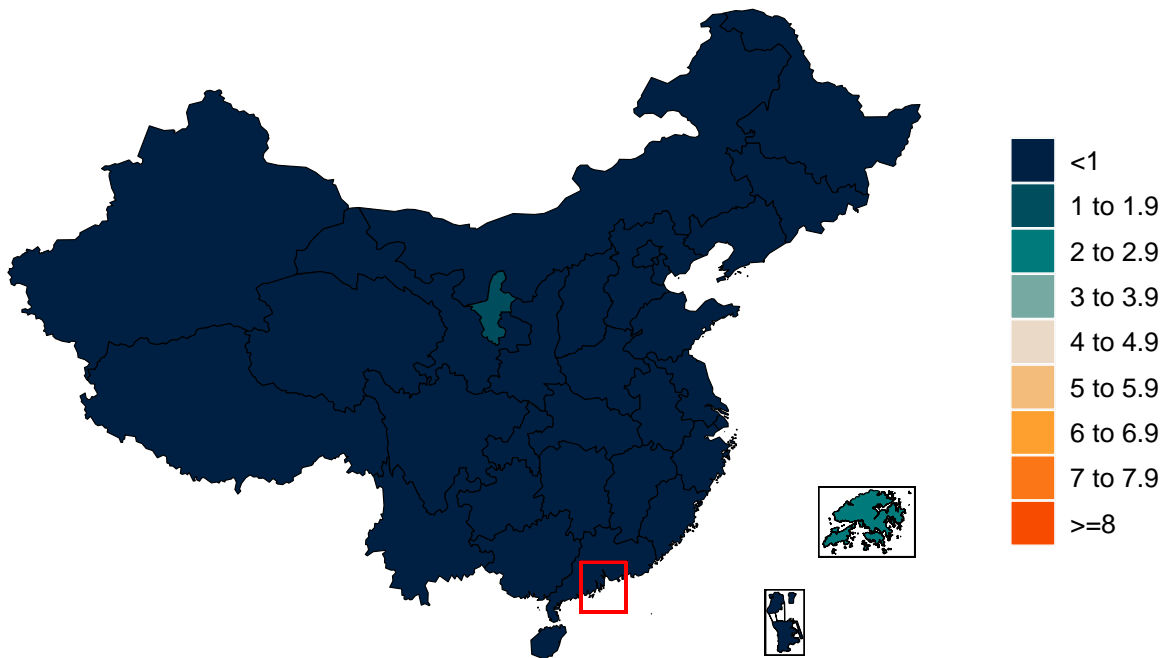 <1
1 to 1.9
2 to 2.9
3 to 3.9
4 to 4.9
5 to 5.9
6 to 6.9
7 to 7.9
>=8